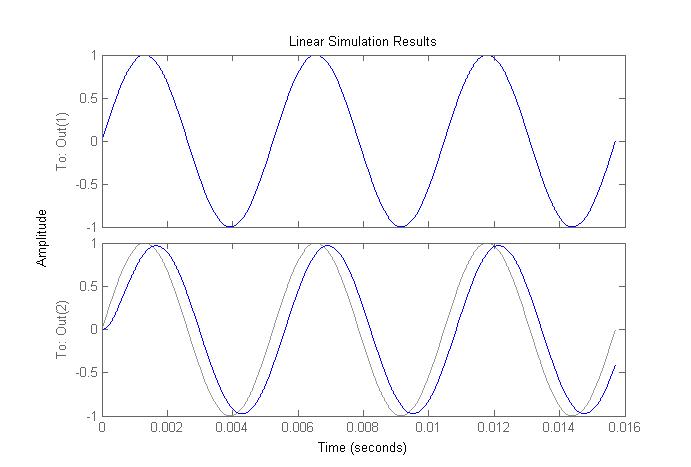 Linear Simulation Results
1
0.5
0
-0.5
-1
To: Out(1)
Amplitude
1
0.5
0
-0.5
-1
To: Out(2)
0 0.002 0.004 0.006 0.008 0.01 0.012 0.014 0.016
Time (seconds)